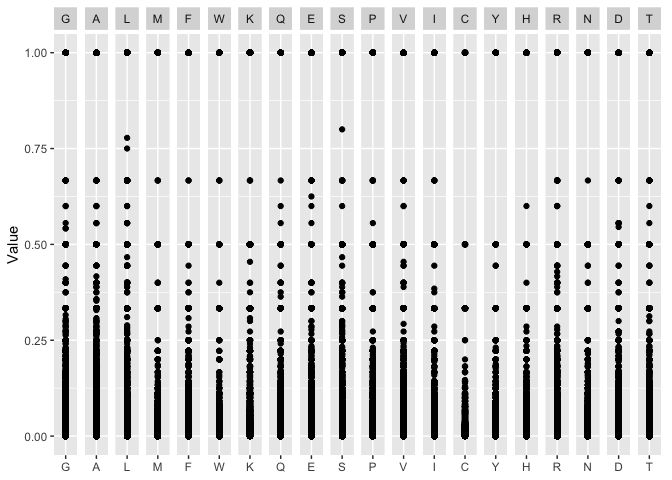 G A L M F W K Q E S P V I C Y H R N D T
1.00
0.75
0.50
0.25
0.00
Value
G A L M F W K Q E S P V I C Y H R N D T